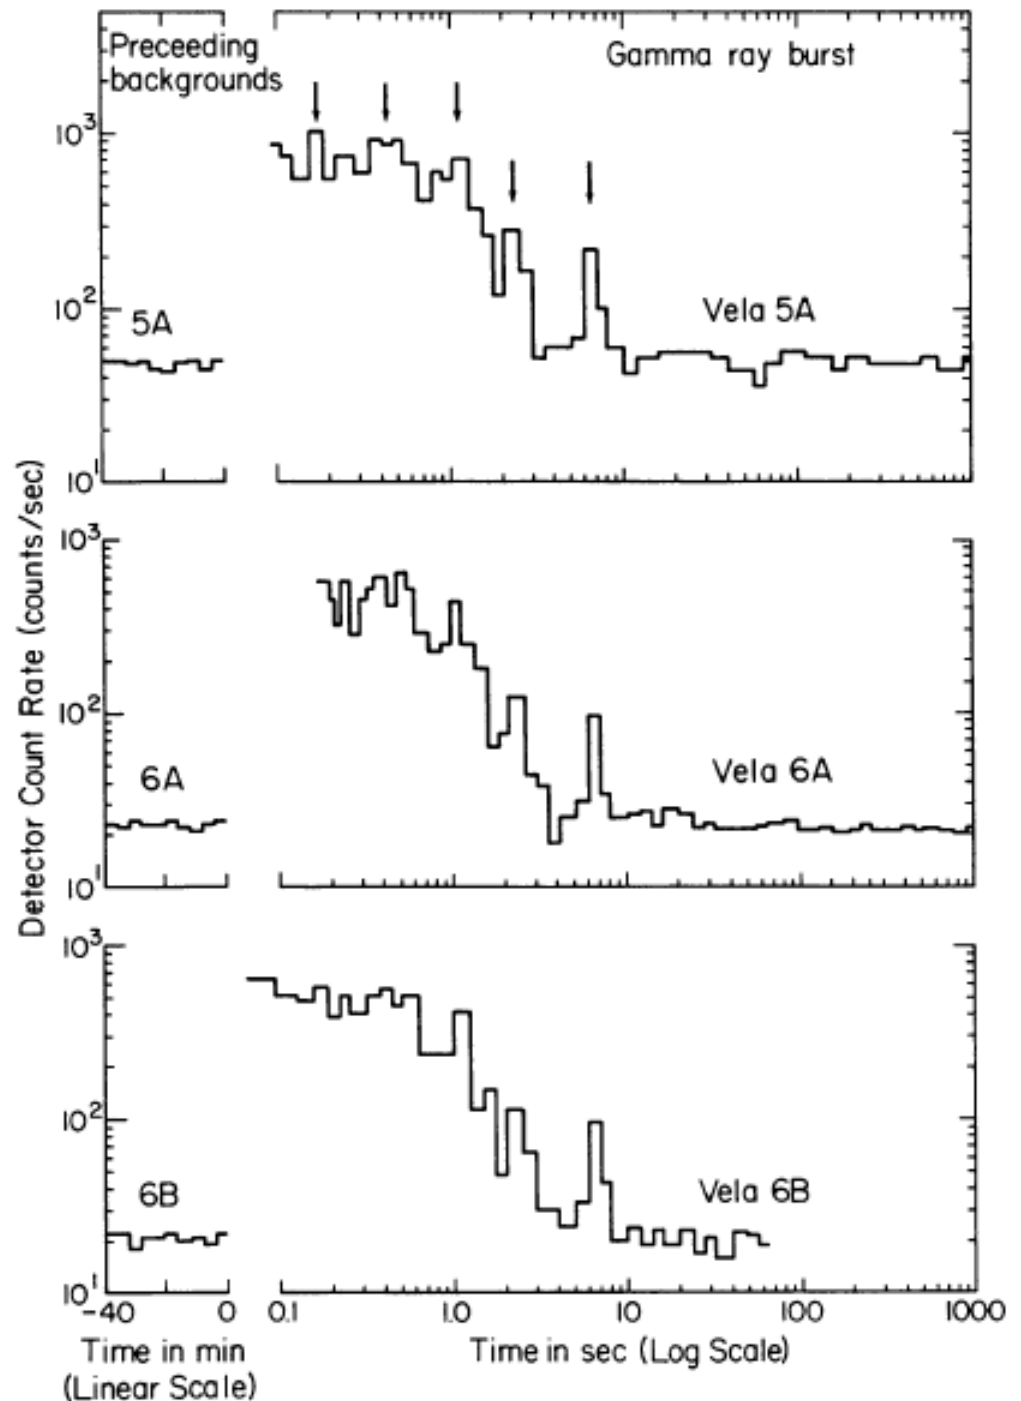 Preceeding
backgrounds
Gamma ray burst
10³
10²
10¹
5A
Vela 5A
Detector Count Rate (counts/sec)
10³
10²
10¹
6A
Vela 6A
10³
10²
10¹
6B
Vela 6B
-40 0 0.1 1.0 10 100 1000
Time in min
(Linear Scale)
Time in sec (Log Scale)